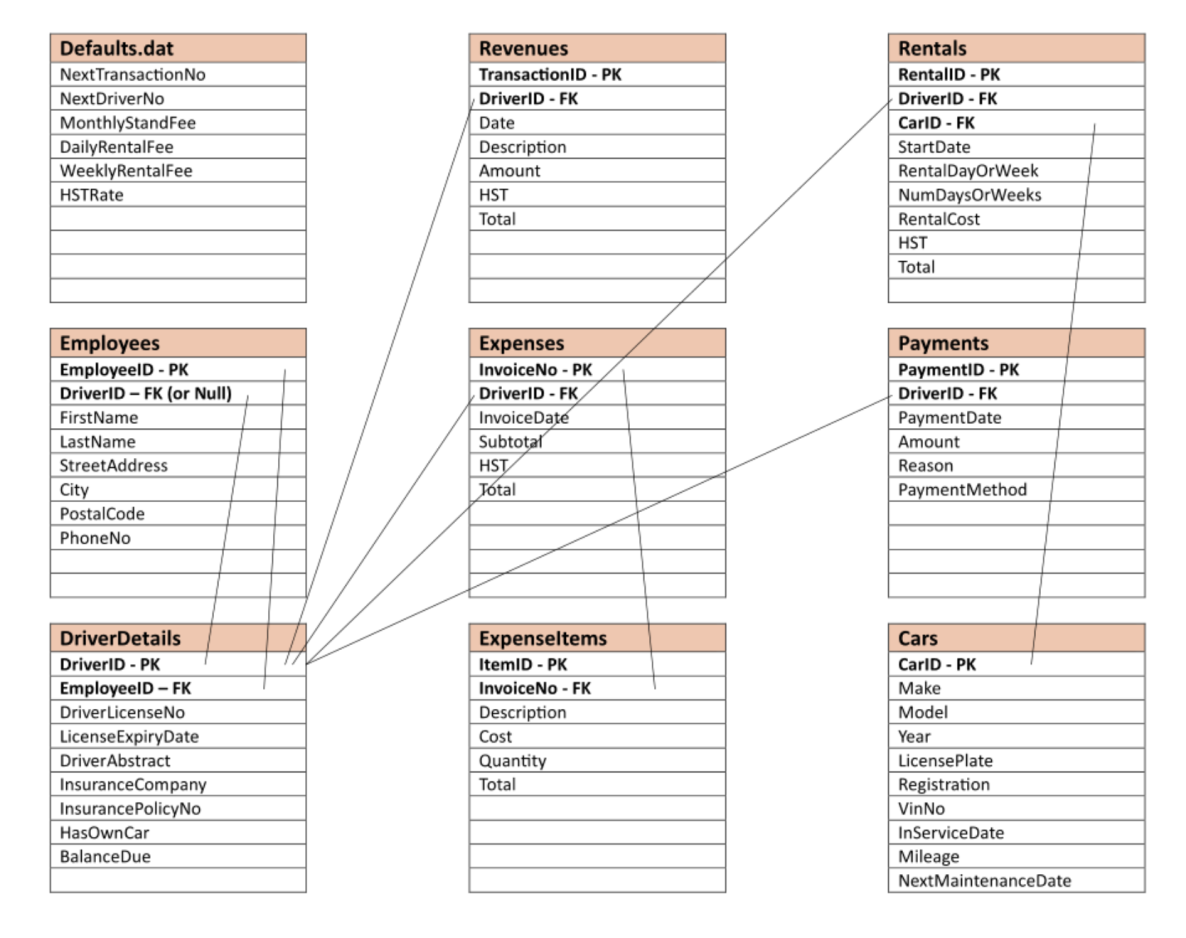 Defaults.dat
NextTransactionNo
NextDriverNo
MonthlyStandFee
DailyRentalFee
WeeklyRentalFee
HSTRate
Revenues
TransactionID - PK
DriverID - FK
Date
Description
Amount
HST
Total
Rentals
RentalID - PK
DriverID - FK
CarID - FK
StartDate
RentalDayOrWeek
NumDaysOrWeeks
RentalCost
HST
Total
Employees
EmployeeID - PK
DriverID – FK (or Null)
FirstName
LastName
StreetAddress
City
PostalCode
PhoneNo
Expenses
InvoiceNo - PK
DriverID - FK
InvoiceDate
Subtotal
HST
Total
Payments
PaymentID - PK
DriverID - FK
PaymentDate
Amount
Reason
PaymentMethod
DriverDetails
DriverID - PK
EmployeeID – FK
DriverLicenseNo
LicenseExpiryDate
DriverAbstract
InsuranceCompany
InsurancePolicyNo
HasOwnCar
BalanceDue
ExpenseItems
ItemID - PK
InvoiceNo - FK
Description
Cost
Quantity
Total
Cars
CarID - PK
Make
Model
Year
LicensePlate
Registration
VinNo
InServiceDate
Mileage
NextMaintenanceDate